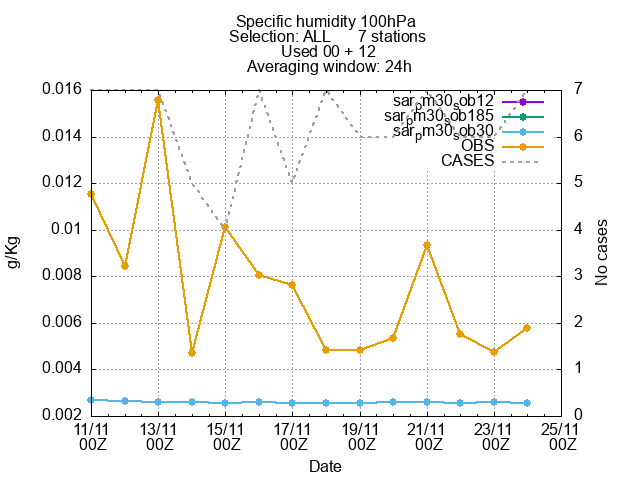 Specific humidity 100hPa
Selection: ALL 7 stations
Used 00 + 12
Averaging window: 24h
0.016 7
sar_pm30_sob12
sar_pm30_sob185
0.014 sar_pm30_sob30 6
OBS
CASES
0.012 5
0.01 4
g/Kg No cases
0.008 3
0.006 2
0.004 1
0.002 0
11/11 13/11 15/11 17/11 19/11 21/11 23/11 25/11
00Z 00Z 00Z 00Z 00Z 00Z 00Z 00Z
Date